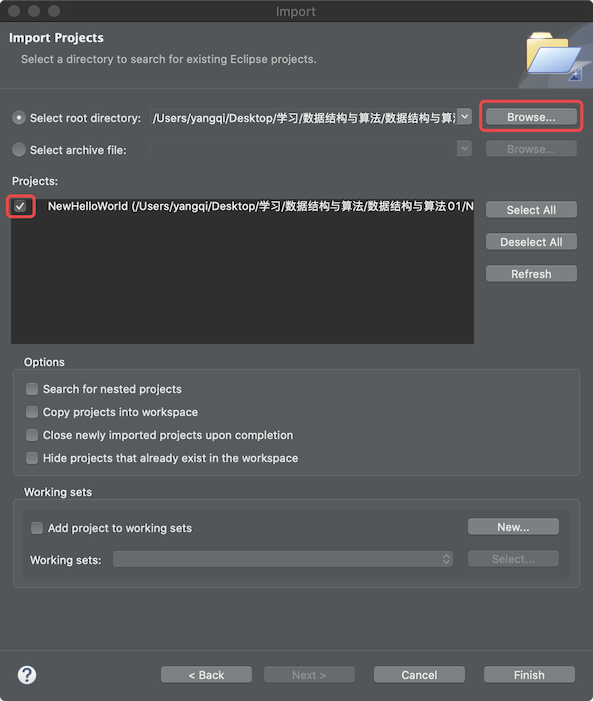 Import
Import Projects
Select a directory to search for existing Eclipse projects.
Select root directory: /Users/yangqi/Desktop/学习/数据结构与算法/数据结构与算 Browse...
Select archive file: Browse...
Projects:
NewHelloWorld (/Users/yangqi/Desktop/学习/数据结构与算法/数据结构与算法01/N
Select All
Deselect All
Refresh
Options
Search for nested projects
Copy projects into workspace
Close newly imported projects upon completion
Hide projects that already exist in the workspace
Working sets
Add project to working sets New...
Working sets: Select...
? < Back Next > Cancel Finish